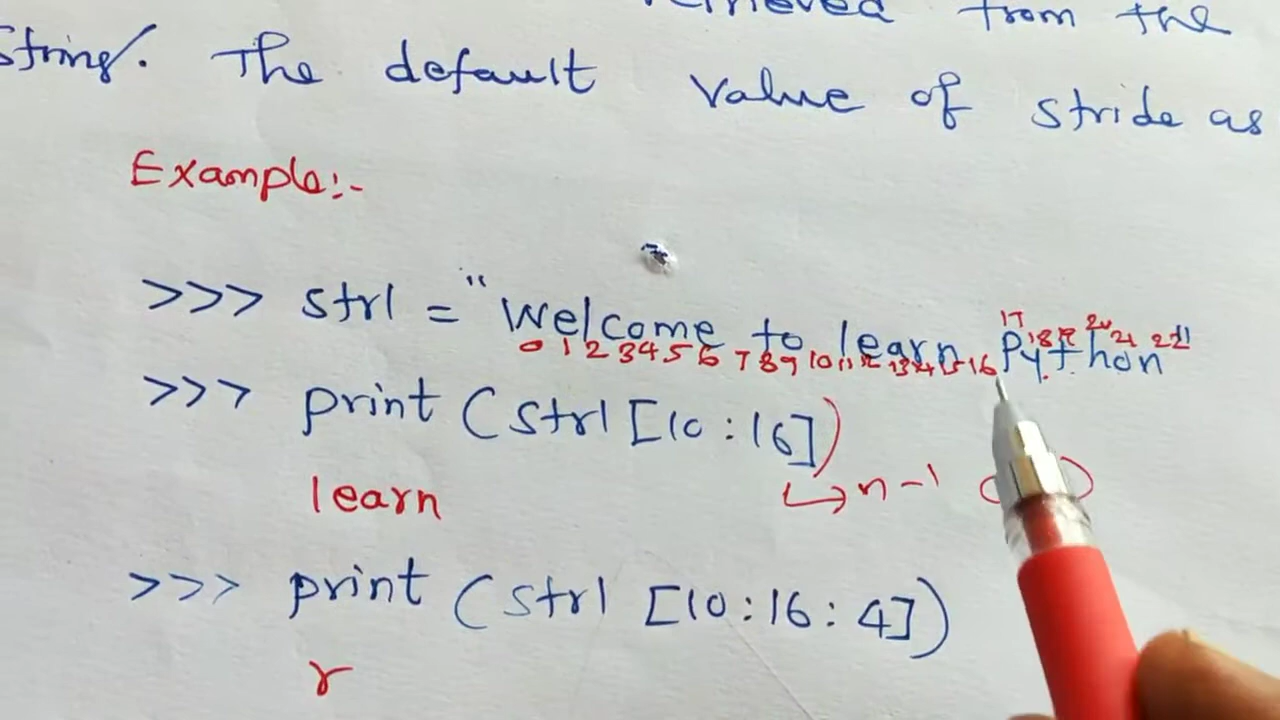 from the
String. The default value of stride as
Example:-
>>> str1 = "Welcome to learn Python"
0 1 2 3 4 5 6 7 8 9 10 11 12 13 14 15 16 17 18 19 20 21 22
>>> print (str1 [10:16])
n-1
learn
>>> print (str1 [10:16:4])
r